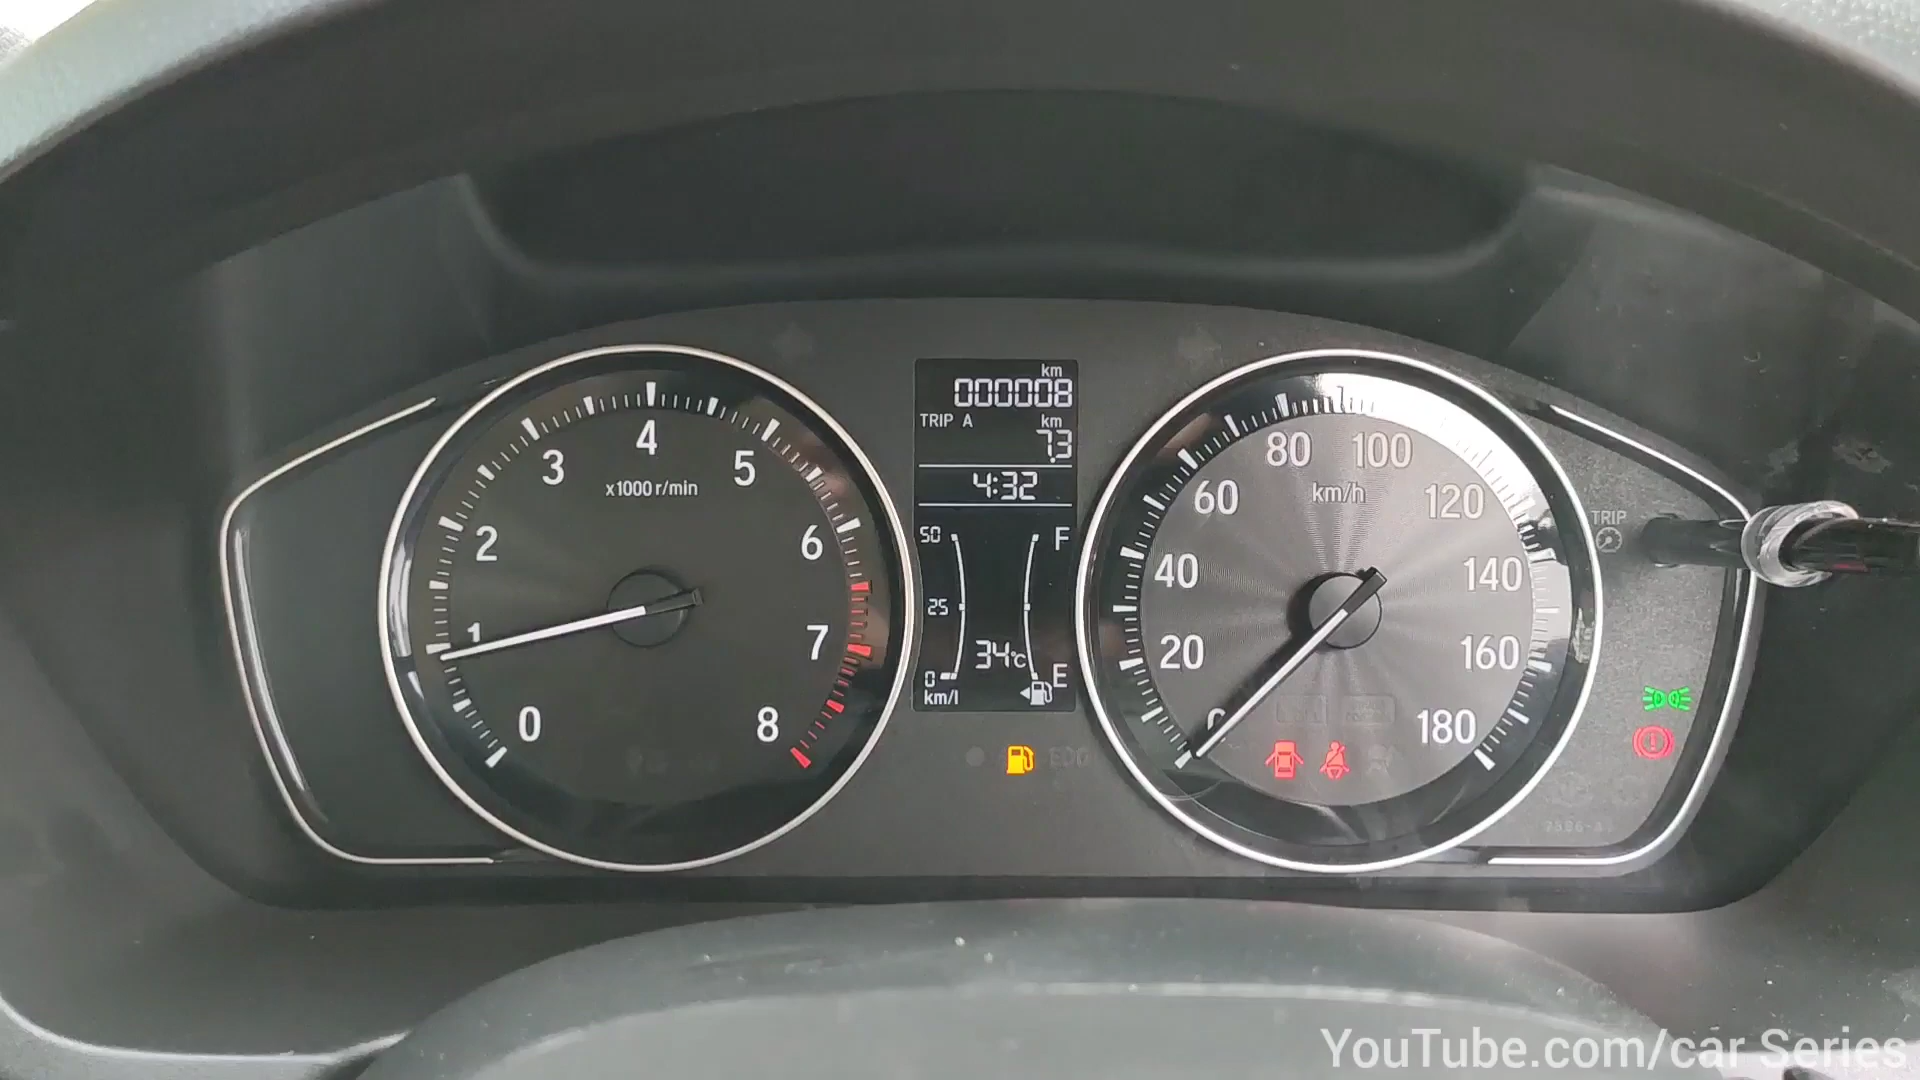 km
000008
TRIP A km
7.3
4:32
50 F
25
34°C
0 E
km/l
0
1
2
3
4
5
6
7
8
x1000 r/min
20
40
60
80
100
120
140
160
180
km/h
TRIP
YouTube.com/car Series